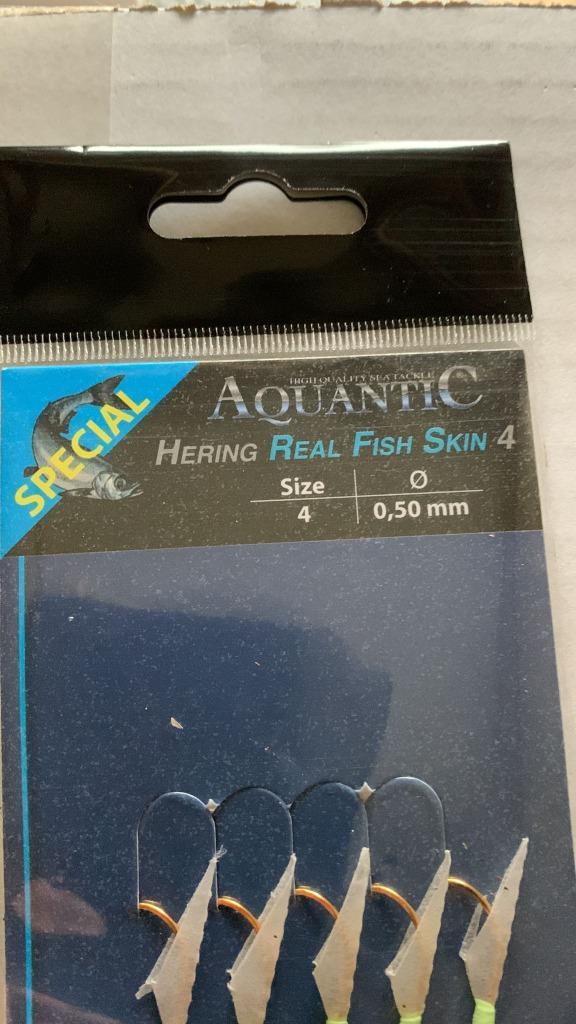 SPECIAL
HIGH QUALITY SEA TACKLE
AQUANTIC
HERING REAL FISH SKIN 4
Size Ø
4 0,50 mm